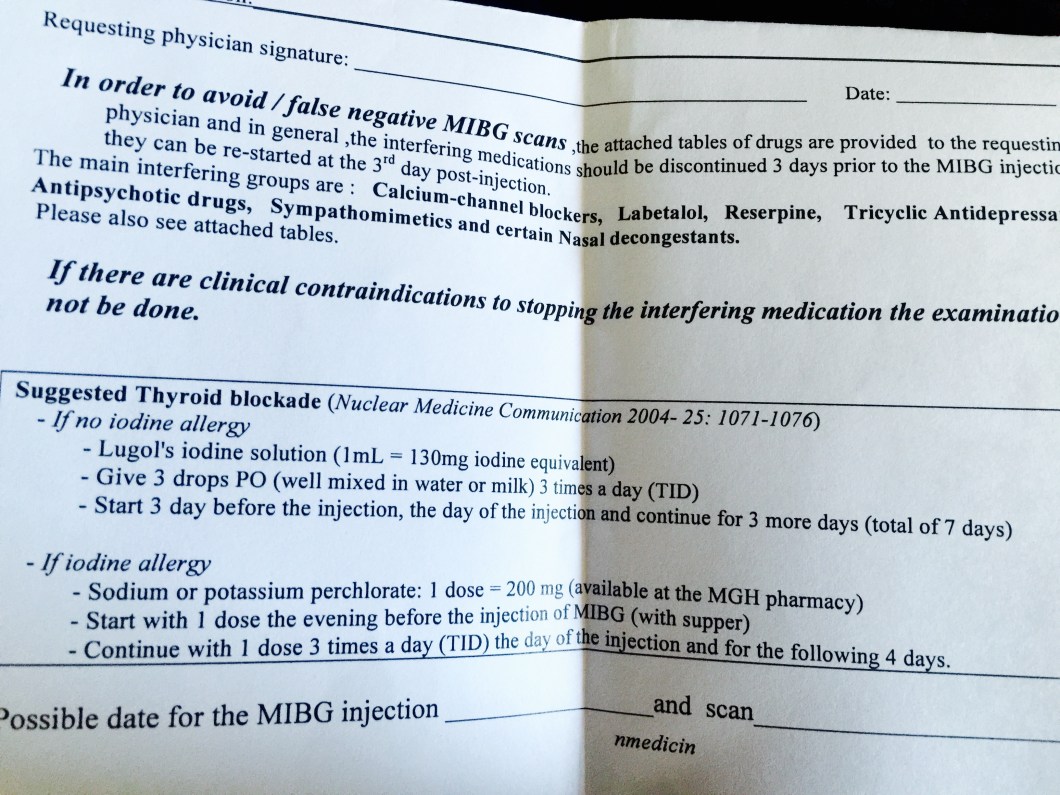 Requesting physician signature: ____________ Date: ____________
In order to avoid / false negative MIBG scans ,the attached tables of drugs are provided to the requestin
physician and in general ,the interfering medications should be discontinued 3 days prior to the MIBG injectio
they can be re-started at the 3rd day post-injection.
The main interfering groups are : Calcium-channel blockers, Labetalol, Reserpine, Tricyclic Antidepressa
Antipsychotic drugs, Sympathomimetics and certain Nasal decongestants.
Please also see attached tables.
If there are clinical contraindications to stopping the interfering medication the examinatio
not be done.
Suggested Thyroid blockade (Nuclear Medicine Communication 2004- 25: 1071-1076)
- If no iodine allergy
- Lugol's iodine solution (1mL = 130mg iodine equivalent)
- Give 3 drops PO (well mixed in water or milk) 3 times a day (TID)
- Start 3 day before the injection, the day of the injection and continue for 3 more days (total of 7 days)
- If iodine allergy
- Sodium or potassium perchlorate: 1 dose = 200 mg (available at the MGH pharmacy)
- Start with 1 dose the evening before the injection of MIBG (with supper)
- Continue with 1 dose 3 times a day (TID) the day of the injection and for the following 4 days.
Possible date for the MIBG injection ____________ and scan ____________
nmedicin